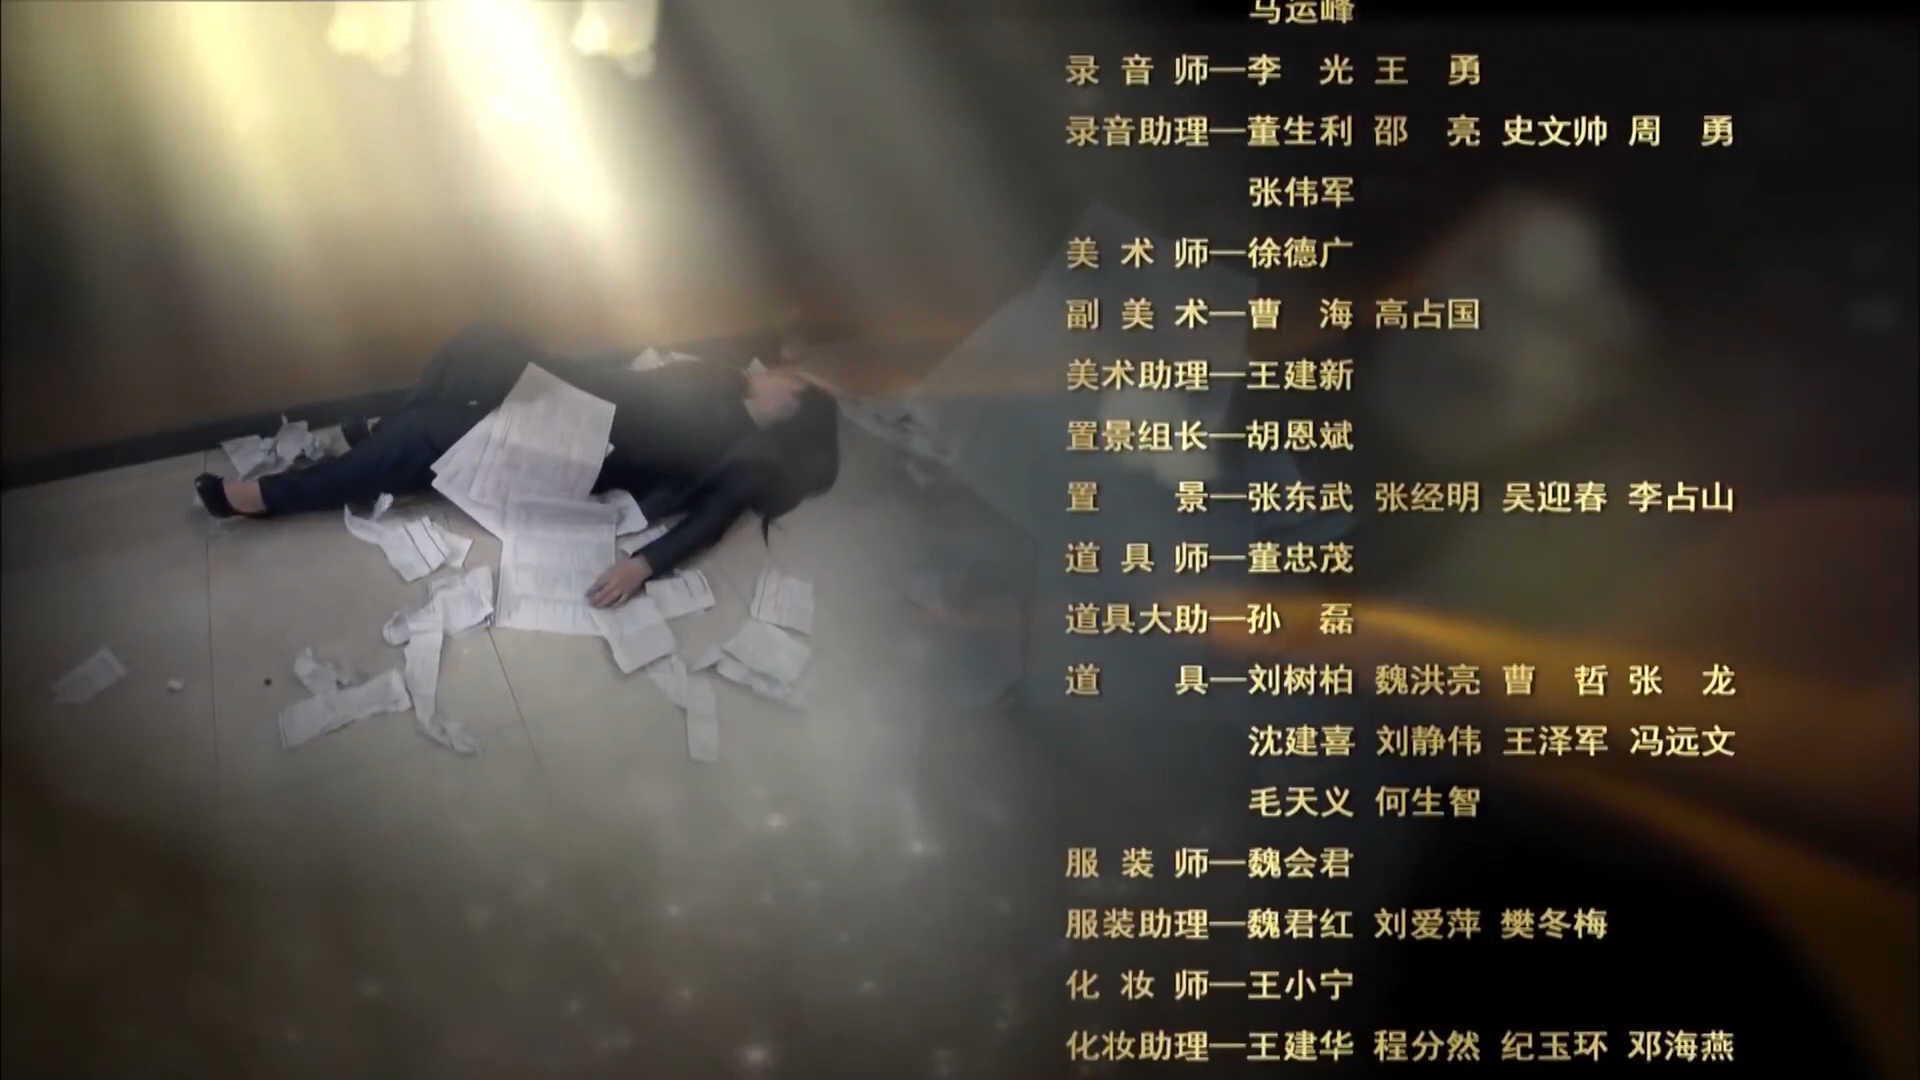 马运峰
录 音 师—李 光 王 勇
录音助理—董生利 邵 亮 史文帅 周 勇
张伟军
美 术 师—徐德广
副 美 术—曹 海 高占国
美术助理—王建新
置景组长—胡恩斌
置 景—张东武 张经明 吴迎春 李占山
道 具 师—董忠茂
道具大助—孙 磊
道 具—刘树柏 魏洪亮 曹 哲 张 龙
沈建喜 刘静伟 王泽军 冯远文
毛天义 何生智
服 装 师—魏会君
服装助理—魏君红 刘爱萍 樊冬梅
化 妆 师—王小宁
化妆助理—王建华 程分然 纪玉环 邓海燕